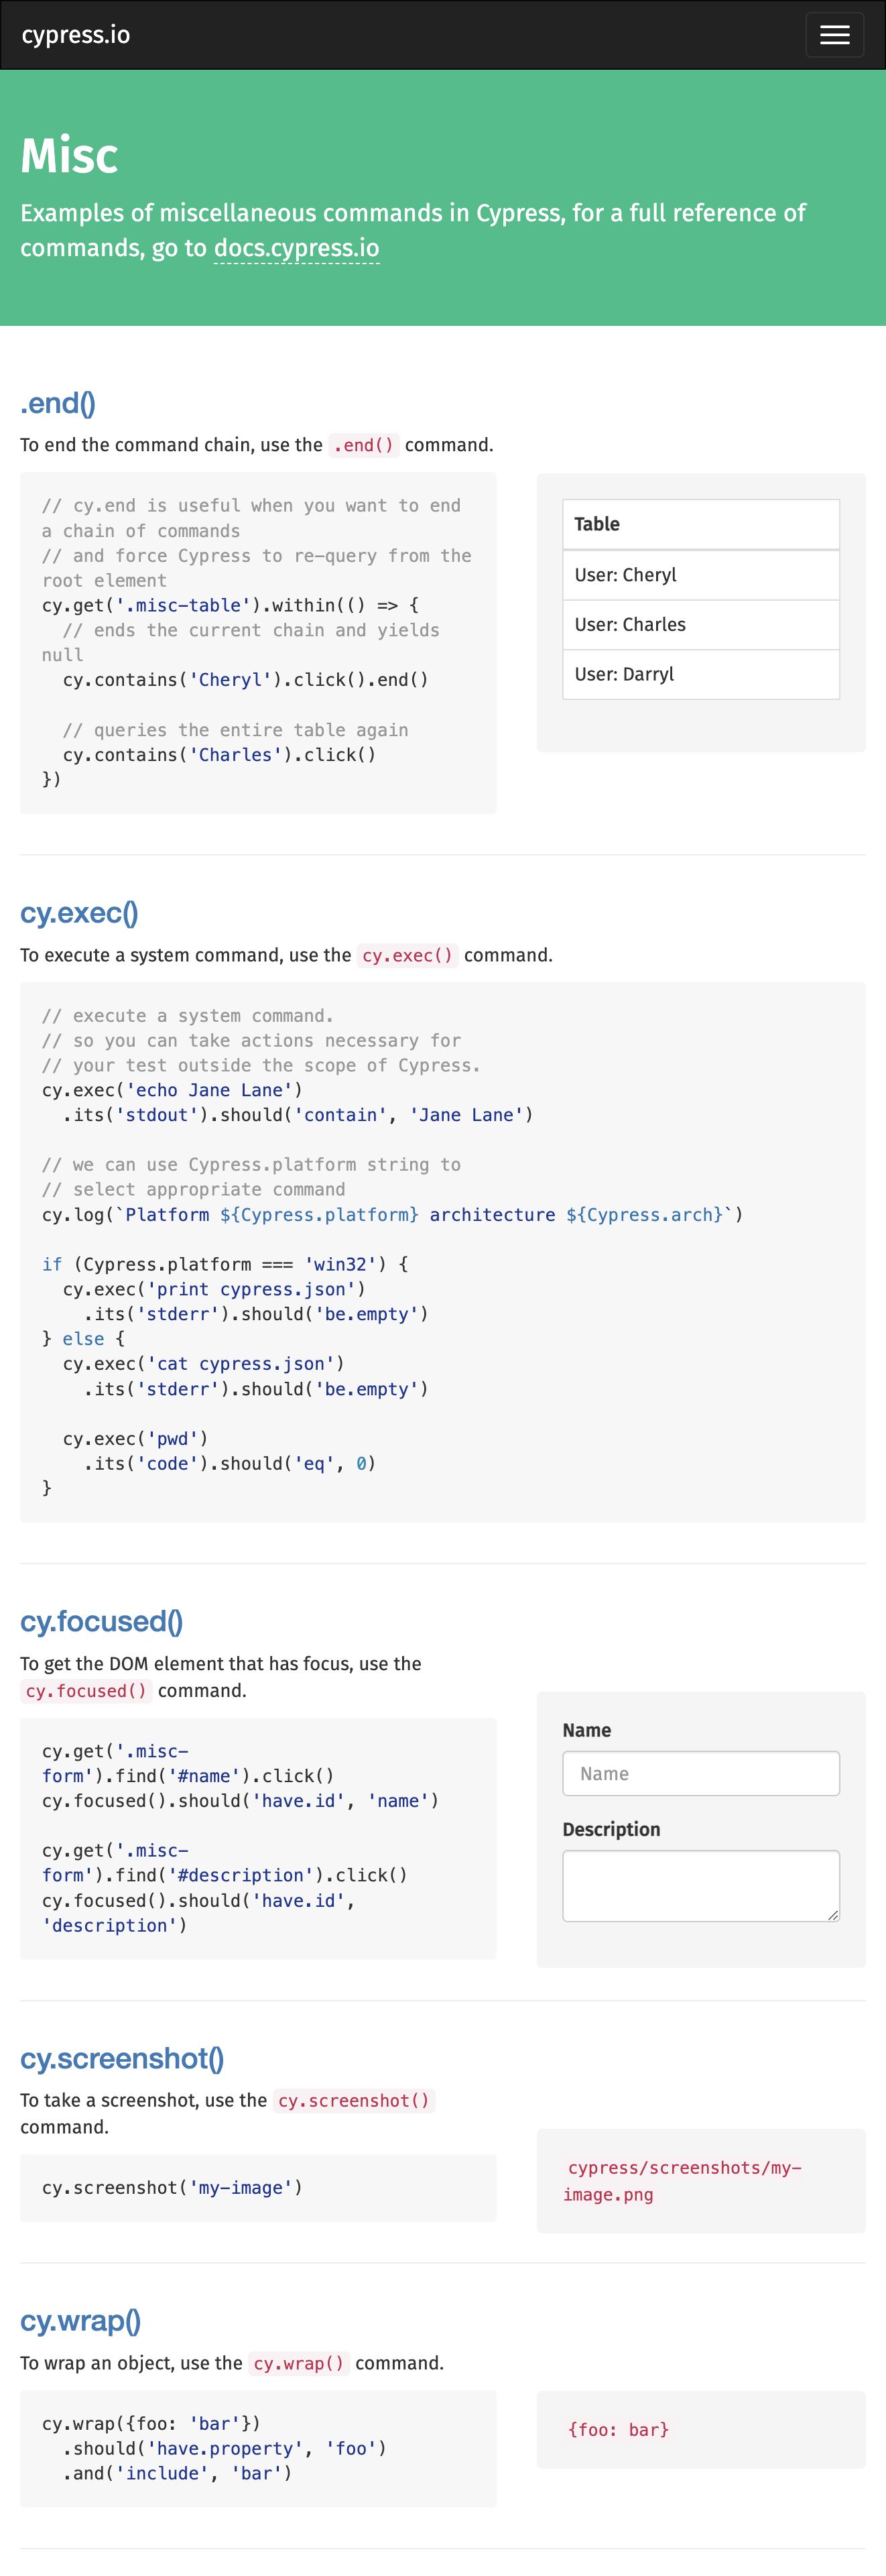 cypress.io
Misc
Examples of miscellaneous commands in Cypress, for a full reference of
commands, go to docs.cypress.io
.end()
To end the command chain, use the .end() command.
// cy.end is useful when you want to end
a chain of commands
// and force Cypress to re-query from the
root element
cy.get('.misc-table').within(() => {
  // ends the current chain and yields
null
  cy.contains('Cheryl').click().end()

  // queries the entire table again
  cy.contains('Charles').click()
})
Table
User: Cheryl
User: Charles
User: Darryl
cy.exec()
To execute a system command, use the cy.exec() command.
// execute a system command.
// so you can take actions necessary for
// your test outside the scope of Cypress.
cy.exec('echo Jane Lane')
  .its('stdout').should('contain', 'Jane Lane')

// we can use Cypress.platform string to
// select appropriate command
cy.log(`Platform ${Cypress.platform} architecture ${Cypress.arch}`)

if (Cypress.platform === 'win32') {
  cy.exec('print cypress.json')
    .its('stderr').should('be.empty')
} else {
  cy.exec('cat cypress.json')
    .its('stderr').should('be.empty')

  cy.exec('pwd')
    .its('code').should('eq', 0)
}
cy.focused()
To get the DOM element that has focus, use the
cy.focused() command.
cy.get('.misc-
form').find('#name').click()
cy.focused().should('have.id', 'name')

cy.get('.misc-
form').find('#description').click()
cy.focused().should('have.id',
'description')
Name
Name
Description
cy.screenshot()
To take a screenshot, use the cy.screenshot()
command.
cy.screenshot('my-image')
cypress/screenshots/my-
image.png
cy.wrap()
To wrap an object, use the cy.wrap() command.
cy.wrap({foo: 'bar'})
  .should('have.property', 'foo')
  .and('include', 'bar')
{foo: bar}